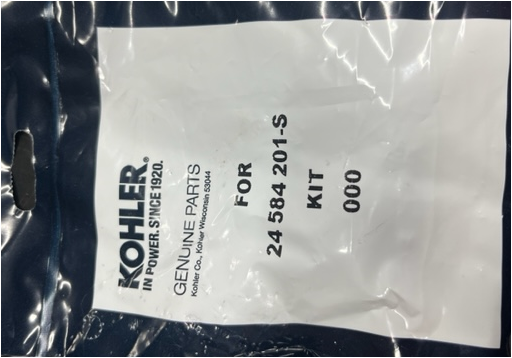 KOHLER®
IN POWER. SINCE 1920.
GENUINE PARTS
Kohler Co., Kohler Wisconsin 53044
FOR
24 584 201-S
KIT
000